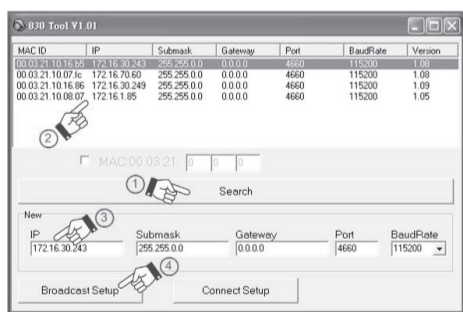 830 Tool V1.01
MAC ID IP Submask Gateway Port BaudRate Version
00.03.21.10.16.b5 172.16.30.243 255.255.0.0 0.0.0.0 4660 115200 1.08
00.03.21.10.07.fc 172.16.70.60 255.255.0.0 0.0.0.0 4660 115200 1.08
00.03.21.10.16.86 172.16.30.249 255.255.0.0 0.0.0.0 4660 115200 1.09
00.03.21.10.08.07 172.16.1.85 255.255.0.0 0.0.0.0 4660 115200 1.05
2
MAC:00.03.21. 0 0 0
1
Search
New
3
IP Submask Gateway Port BaudRate
172.16.30.243 255.255.0.0 0.0.0.0 4660 115200
4
Broadcast Setup Connect Setup